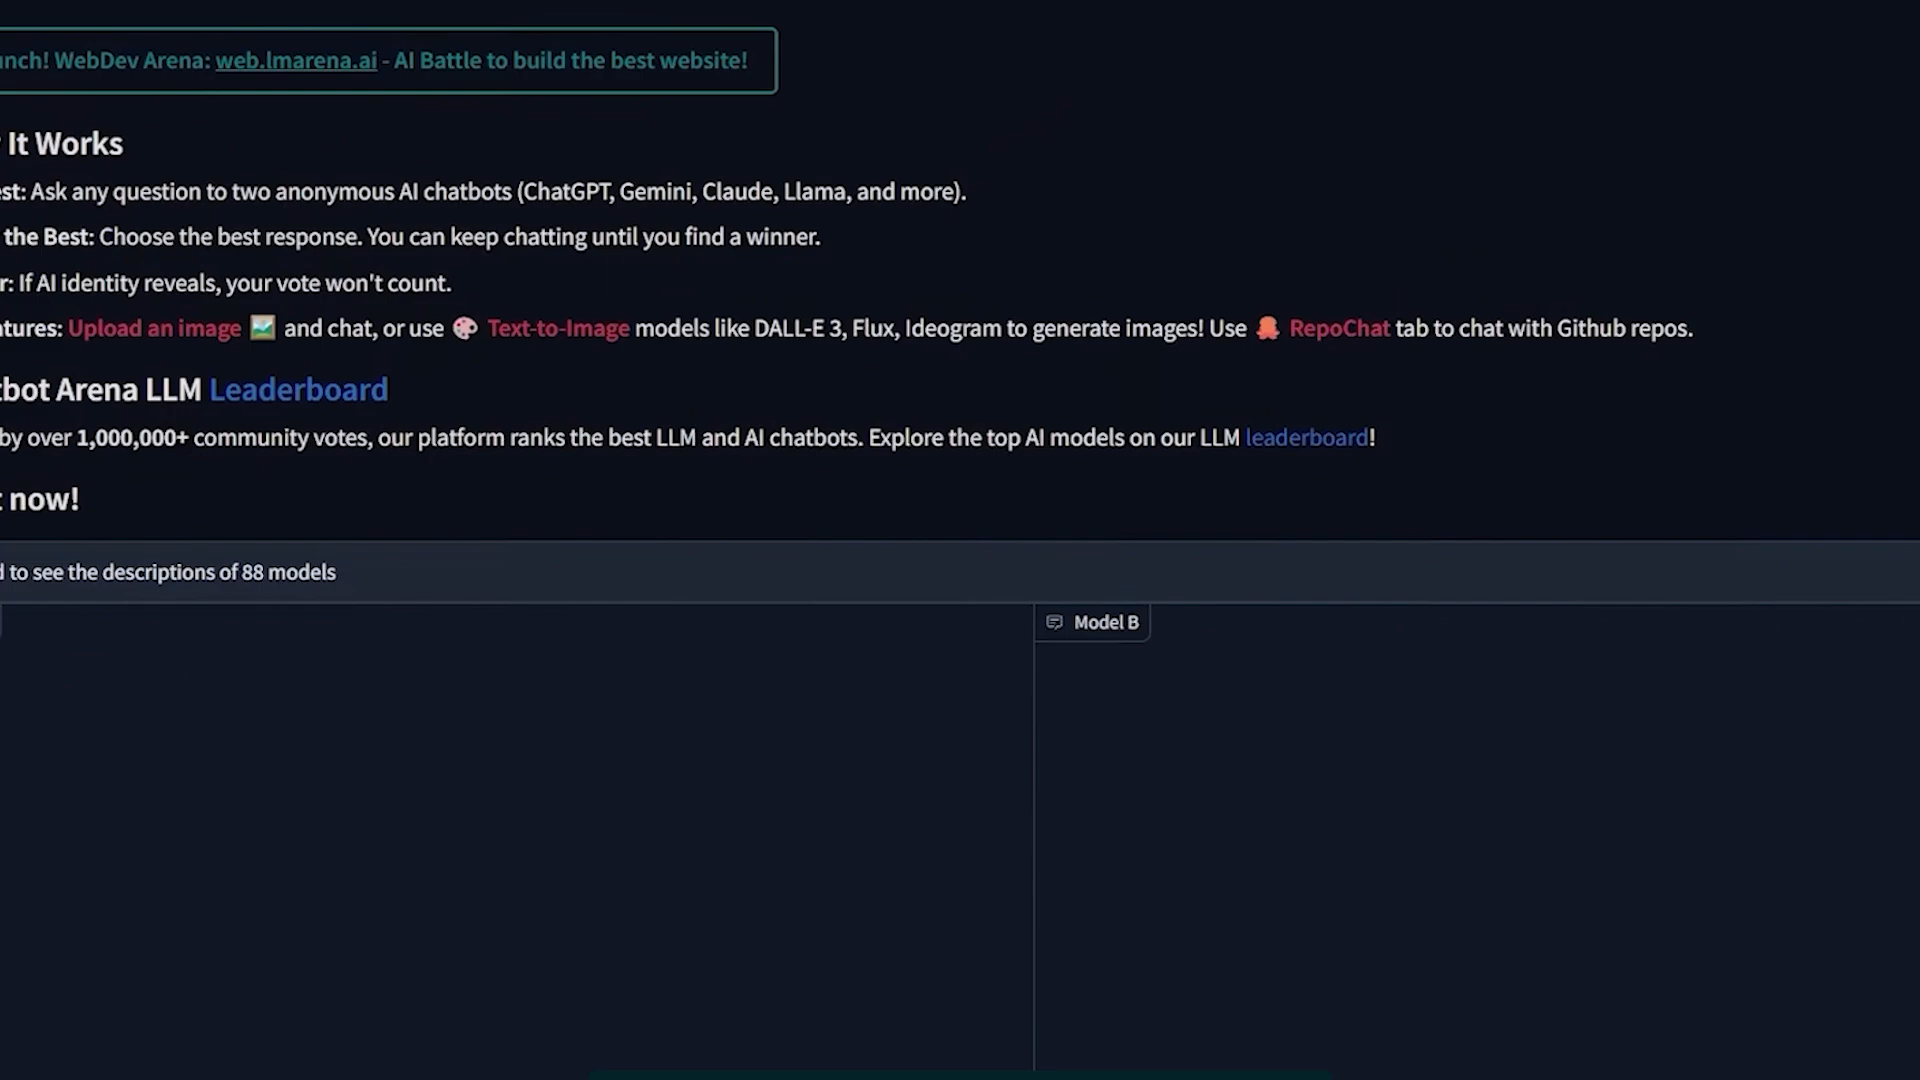 nch! WebDev Arena: web.lmarena.ai - AI Battle to build the best website!
It Works
st: Ask any question to two anonymous AI chatbots (ChatGPT, Gemini, Claude, Llama, and more).
the Best: Choose the best response. You can keep chatting until you find a winner.
r: If AI identity reveals, your vote won't count.
atures: Upload an image and chat, or use Text-to-Image models like DALL-E 3, Flux, Ideogram to generate images! Use RepoChat tab to chat with Github repos.
tbot Arena LLM Leaderboard
by over 1,000,000+ community votes, our platform ranks the best LLM and AI chatbots. Explore the top AI models on our LLM leaderboard!
t now!
d to see the descriptions of 88 models
Model B